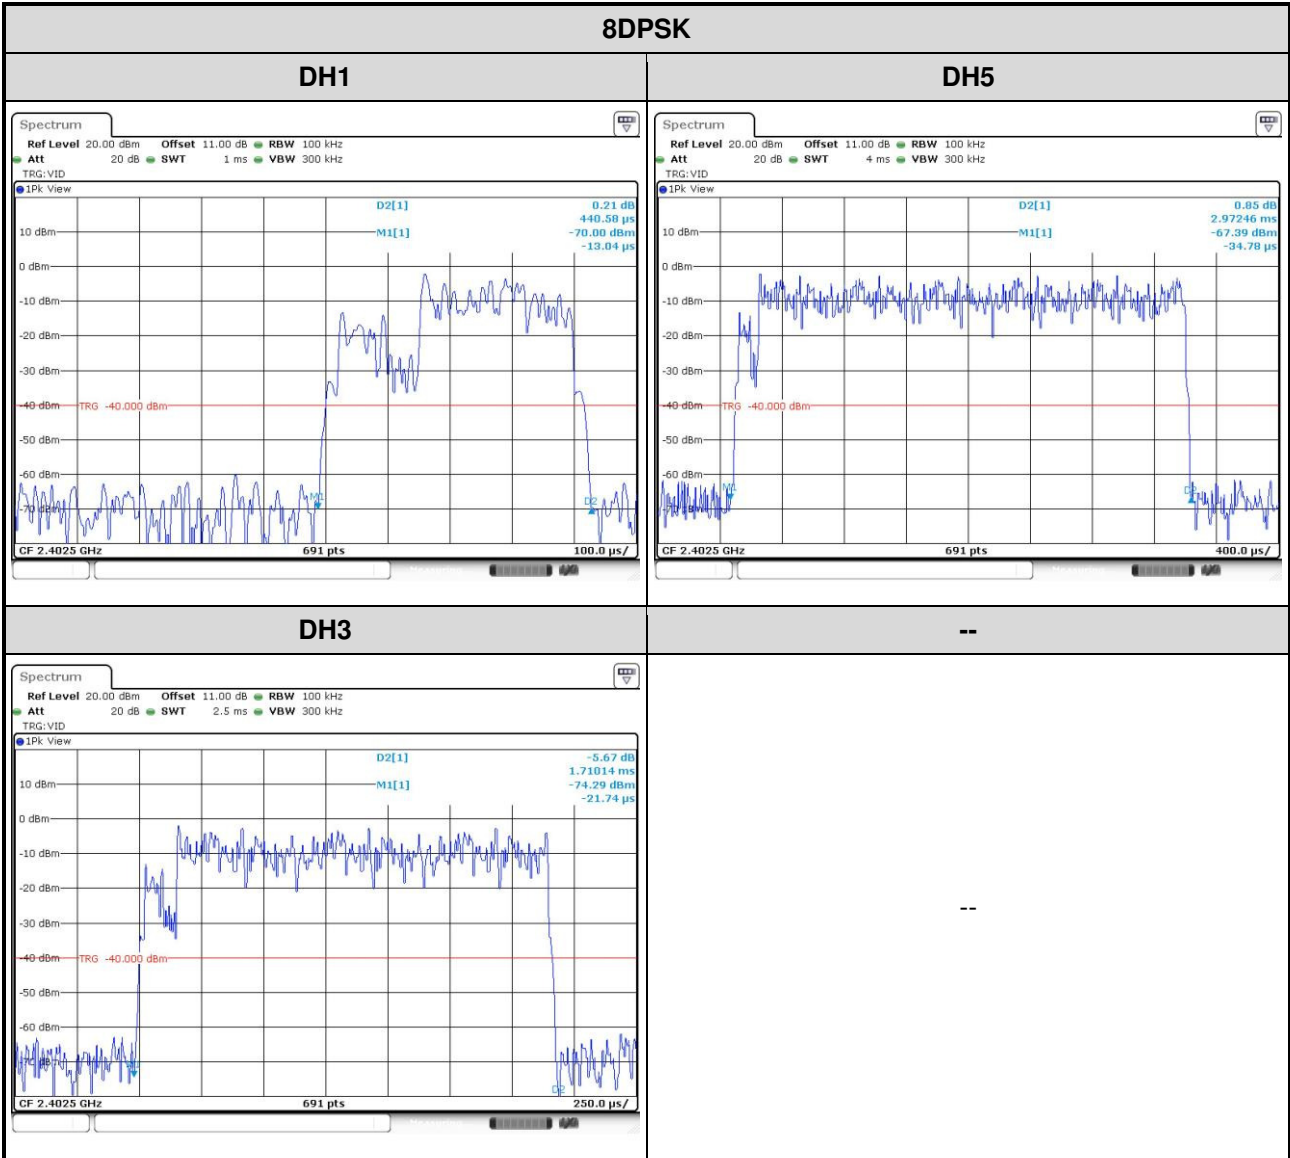 8DPSK
DH1
DH5
Spectrum
Ref Level 20.00 dBm Offset 11.00 dB RBW 100 kHz
Att 20 dB SWT 1 ms VBW 300 kHz
TRG:VID
1Pk View
D2[1] 0.21 dB
440.58 µs
10 dBm
M1[1] -70.00 dBm
-13.04 µs
0 dBm
-10 dBm
-20 dBm
-30 dBm
-40 dBm
TRG -40.000 dBm
-50 dBm
-60 dBm
M1
D2
-70 dBm
CF 2.4025 GHz 691 pts 100.0 µs/
Spectrum
Ref Level 20.00 dBm Offset 11.00 dB RBW 100 kHz
Att 20 dB SWT 4 ms VBW 300 kHz
TRG:VID
1Pk View
D2[1] 0.85 dB
2.97246 ms
10 dBm
M1[1] -67.39 dBm
-34.78 µs
0 dBm
-10 dBm
-20 dBm
-30 dBm
-40 dBm
TRG -40.000 dBm
-50 dBm
-60 dBm
M1
D2
CF 2.4025 GHz 691 pts 400.0 µs/
DH3
--
Spectrum
Ref Level 20.00 dBm Offset 11.00 dB RBW 100 kHz
Att 20 dB SWT 2.5 ms VBW 300 kHz
TRG:VID
1Pk View
D2[1] -5.67 dB
1.71014 ms
10 dBm
M1[1] -74.29 dBm
-21.74 µs
0 dBm
-10 dBm
-20 dBm
-30 dBm
-40 dBm
TRG -40.000 dBm
-50 dBm
-60 dBm
D2
CF 2.4025 GHz 691 pts 250.0 µs/
--